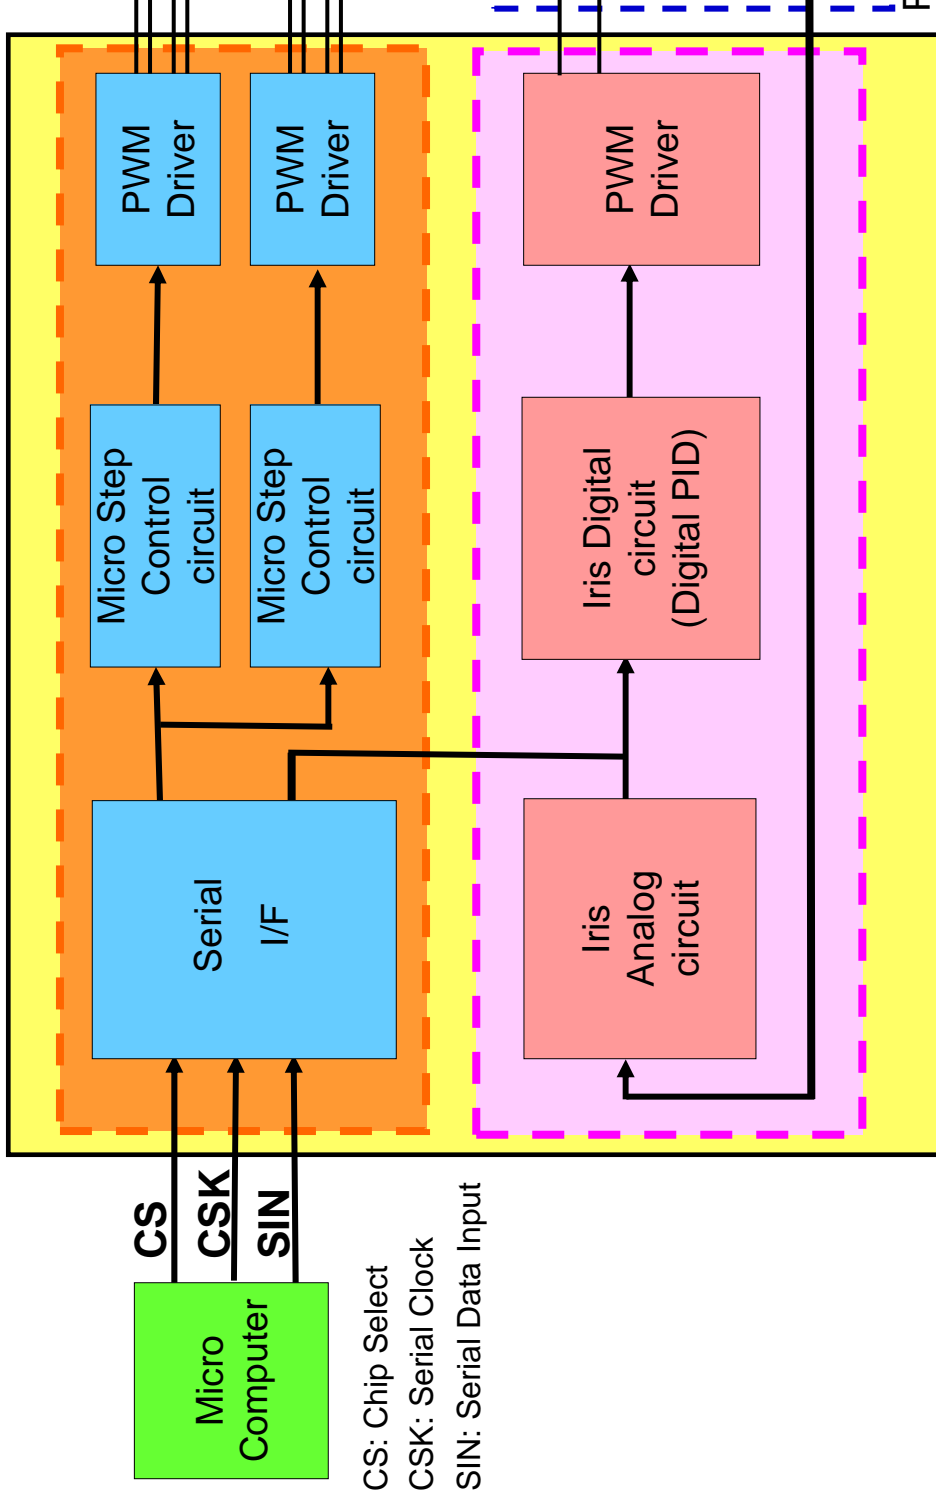 Micro
Computer
CS
CSK
SIN
CS: Chip Select
CSK: Serial Clock
SIN: Serial Data Input
Serial
I/F
Micro Step
Control
circuit
PWM
Driver
Micro Step
Control
circuit
PWM
Driver
Iris
Analog
circuit
Iris Digital
circuit
(Digital PID)
PWM
Driver